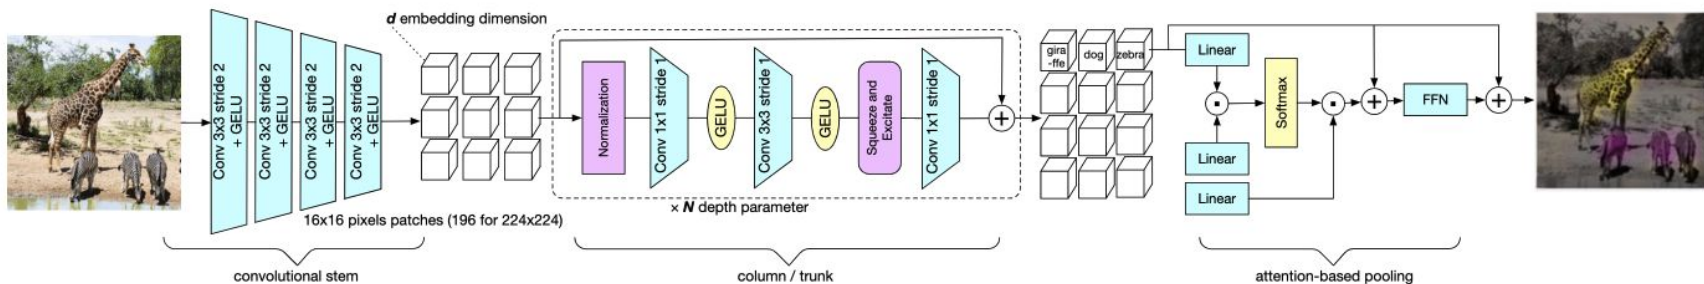 Conv 3x3 stride 2
+ GELU
Conv 3x3 stride 2
+ GELU
Conv 3x3 stride 2
+ GELU
Conv 3x3 stride 2
+ GELU
d embedding dimension
16x16 pixels patches (196 for 224x224)
convolutional stem
Normalization
Conv 1x1 stride 1
GELU
Conv 3x3 stride 1
GELU
Squeeze and
Excitate
Conv 1x1 stride 1
+
× N depth parameter
column / trunk
gira
-ffe
dog
zebra
Linear
Linear
Linear
Softmax
+
FFN
+
attention-based pooling